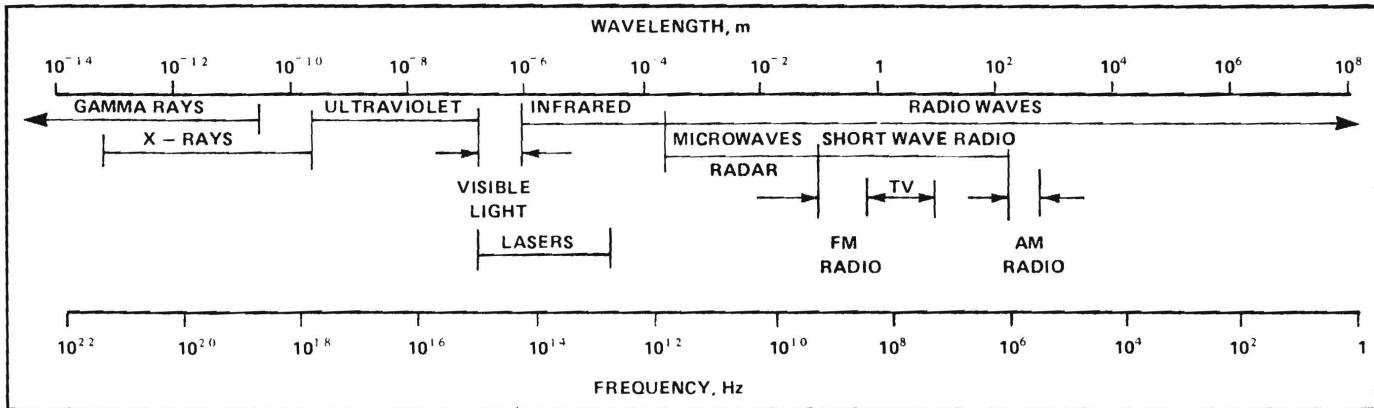 WAVELENGTH, m
10⁻¹⁴ 10⁻¹² 10⁻¹⁰ 10⁻⁸ 10⁻⁶ 10⁻⁴ 10⁻² 1 10² 10⁴ 10⁶ 10⁸
GAMMA RAYS ULTRAVIOLET INFRARED RADIO WAVES
X – RAYS MICROWAVES SHORT WAVE RADIO
RADAR TV
VISIBLE
LIGHT
LASERS FM AM
RADIO RADIO
10²² 10²⁰ 10¹⁸ 10¹⁶ 10¹⁴ 10¹² 10¹⁰ 10⁸ 10⁶ 10⁴ 10² 1
FREQUENCY, Hz